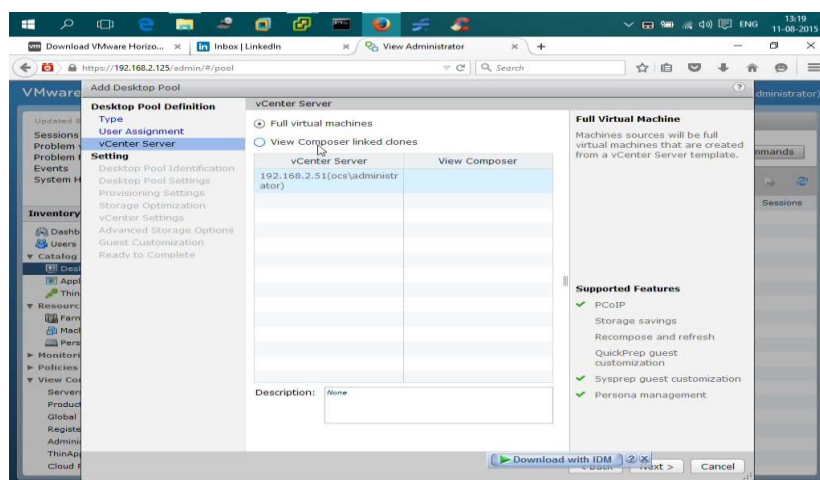 13:19
ENG
11-08-2015
Download VMware Horizo... ×
Inbox | LinkedIn ×
View Administrator ×
+
https://192.168.2.125/admin/#/pool
Search
VMware
Add Desktop Pool
?
dministrator)
Updated
Sessions
Problem
Problem
Events
System H
Inventory
Dashb
Users
Catalog
Desk
Appl
Thin
Resourc
Farm
Mach
Pers
Monitori
Policies
View Co
Server
Product
Global
Registe
Admini
ThinAp
Cloud
Desktop Pool Definition
Type
User Assignment
vCenter Server
Setting
Desktop Pool Identification
Desktop Pool Settings
Provisioning Settings
Storage Optimization
vCenter Settings
Advanced Storage Options
Guest Customization
Ready to Complete
vCenter Server
Full virtual machines
View Composer linked clones
vCenter Server View Composer
192.168.2.51(ocs\administr
ator)
Description: None
Full Virtual Machine
Machines sources will be full
virtual machines that are created
from a vCenter Server template.
Supported Features
PCoIP
Storage savings
Recompose and refresh
QuickPrep guest
customization
Sysprep guest customization
Persona management
mmands
Sessions
Download with IDM ? ×
Next >
Cancel